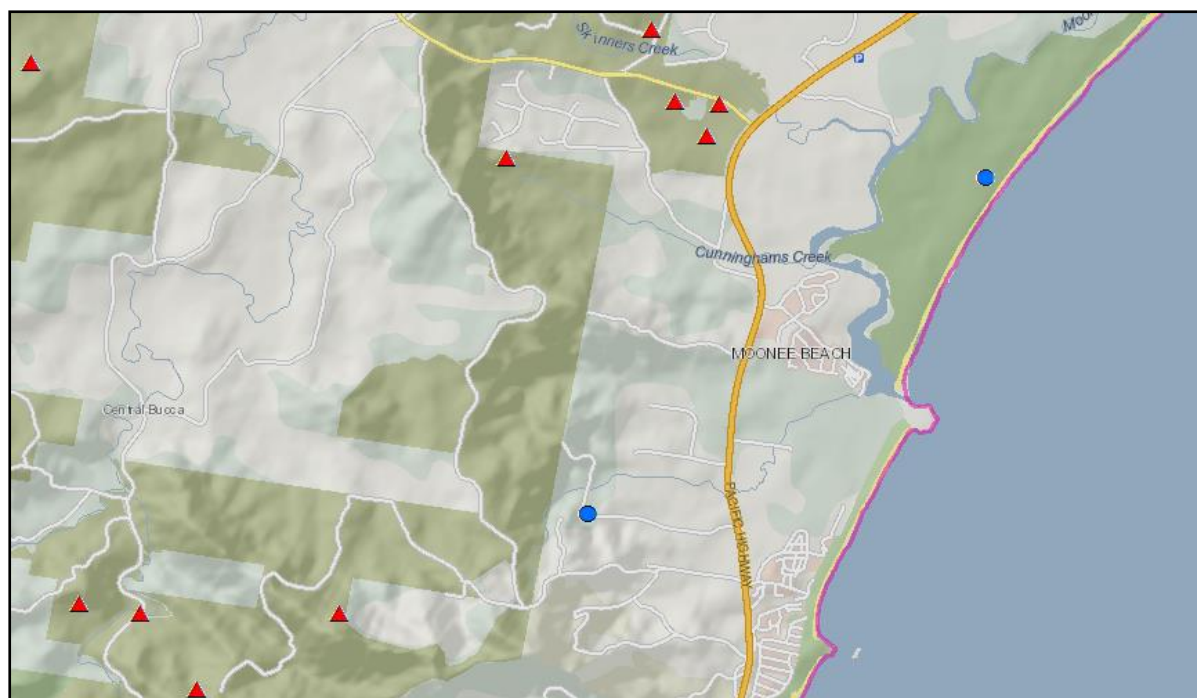 Skinners Creek
P
Cunninghams Creek
MOONEE BEACH
Central Bucca
PACIFIC HIGHWAY